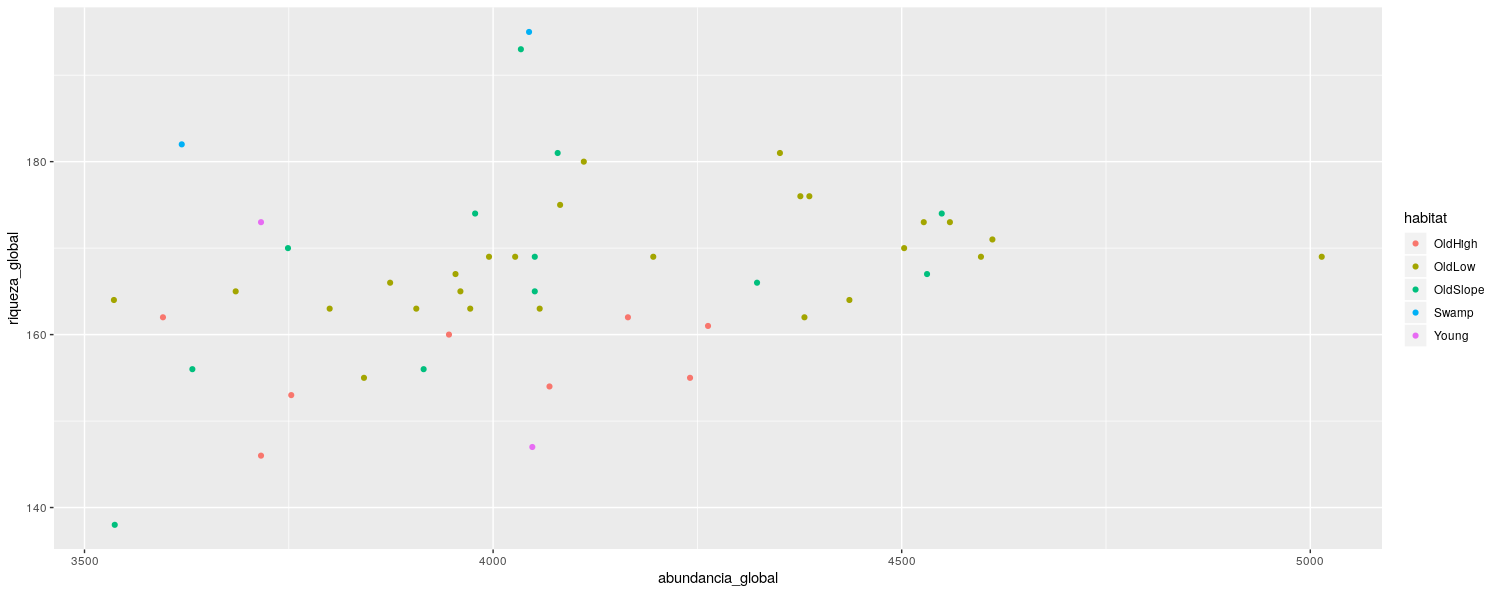 180
160
140
3500
4000
4500
5000
abundancia_global
riqueza_global
habitat
OldHigh
OldLow
OldSlope
Swamp
Young